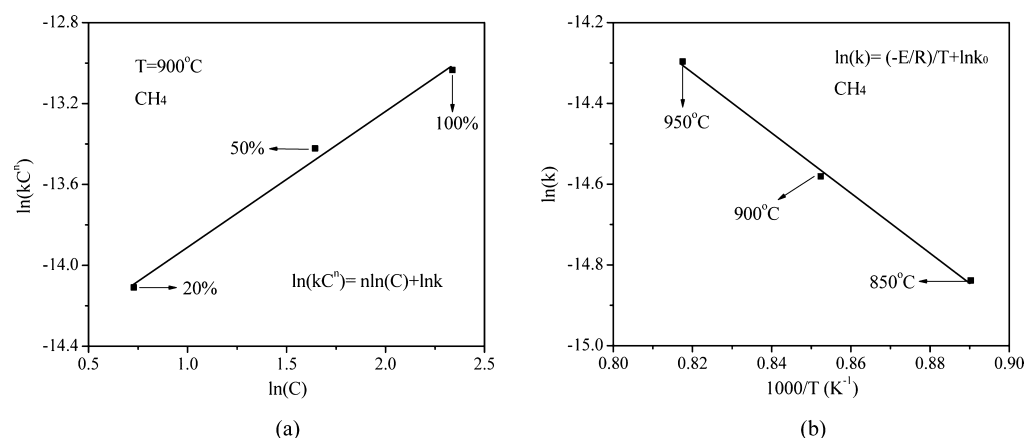 -12.8
-13.2
-13.6
-14.0
-14.4
ln(kCⁿ)
T=900°C
CH₄
100%
50%
20%
ln(kCⁿ)= nln(C)+lnk
0.5 1.0 1.5 2.0 2.5
ln(C)
(a)
-14.2
-14.4
-14.6
-14.8
-15.0
ln(k)
ln(k)= (-E/R)/T+lnk₀
CH₄
950°C
900°C
850°C
0.80 0.82 0.84 0.86 0.88 0.90
1000/T (K⁻¹)
(b)